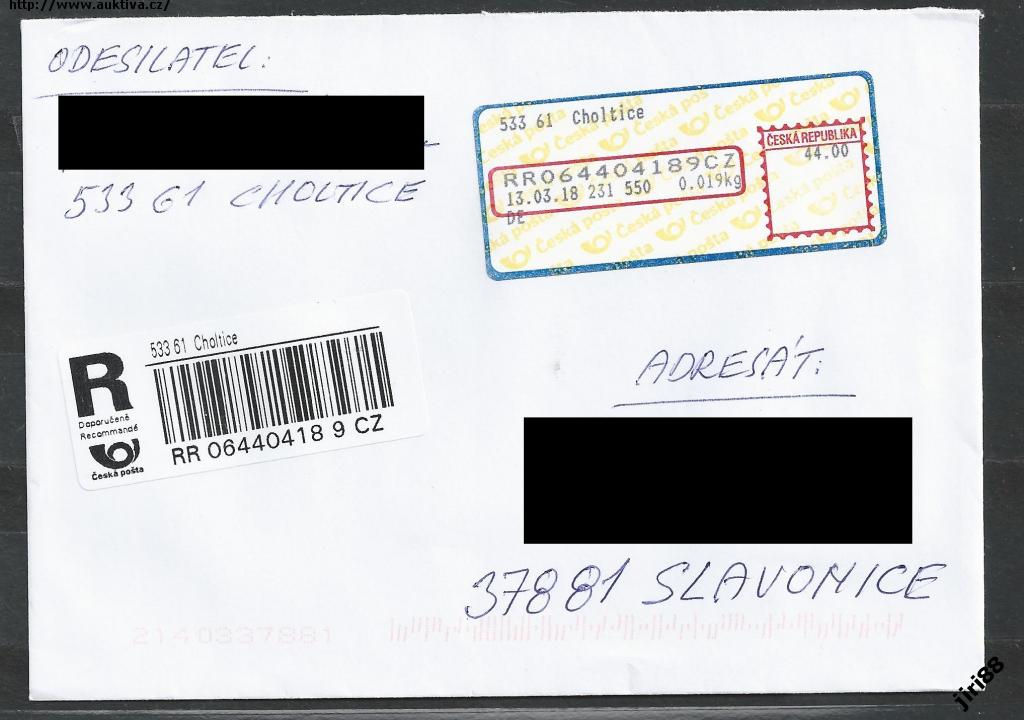 http://www.auktiva.cz/
ODESILATEL:
533 61 CHOLTICE
533 61 Choltice
ČESKÁ REPUBLIKA
44.00
RR064404189CZ
13.03.18 231 550 0.019kg
DE
R
Doporučeně
Recommandé
Česká pošta
533 61 Choltice
RR 06440418 9 CZ
ADRESÁT:
37881 SLAVONICE
2140337881
jiri88